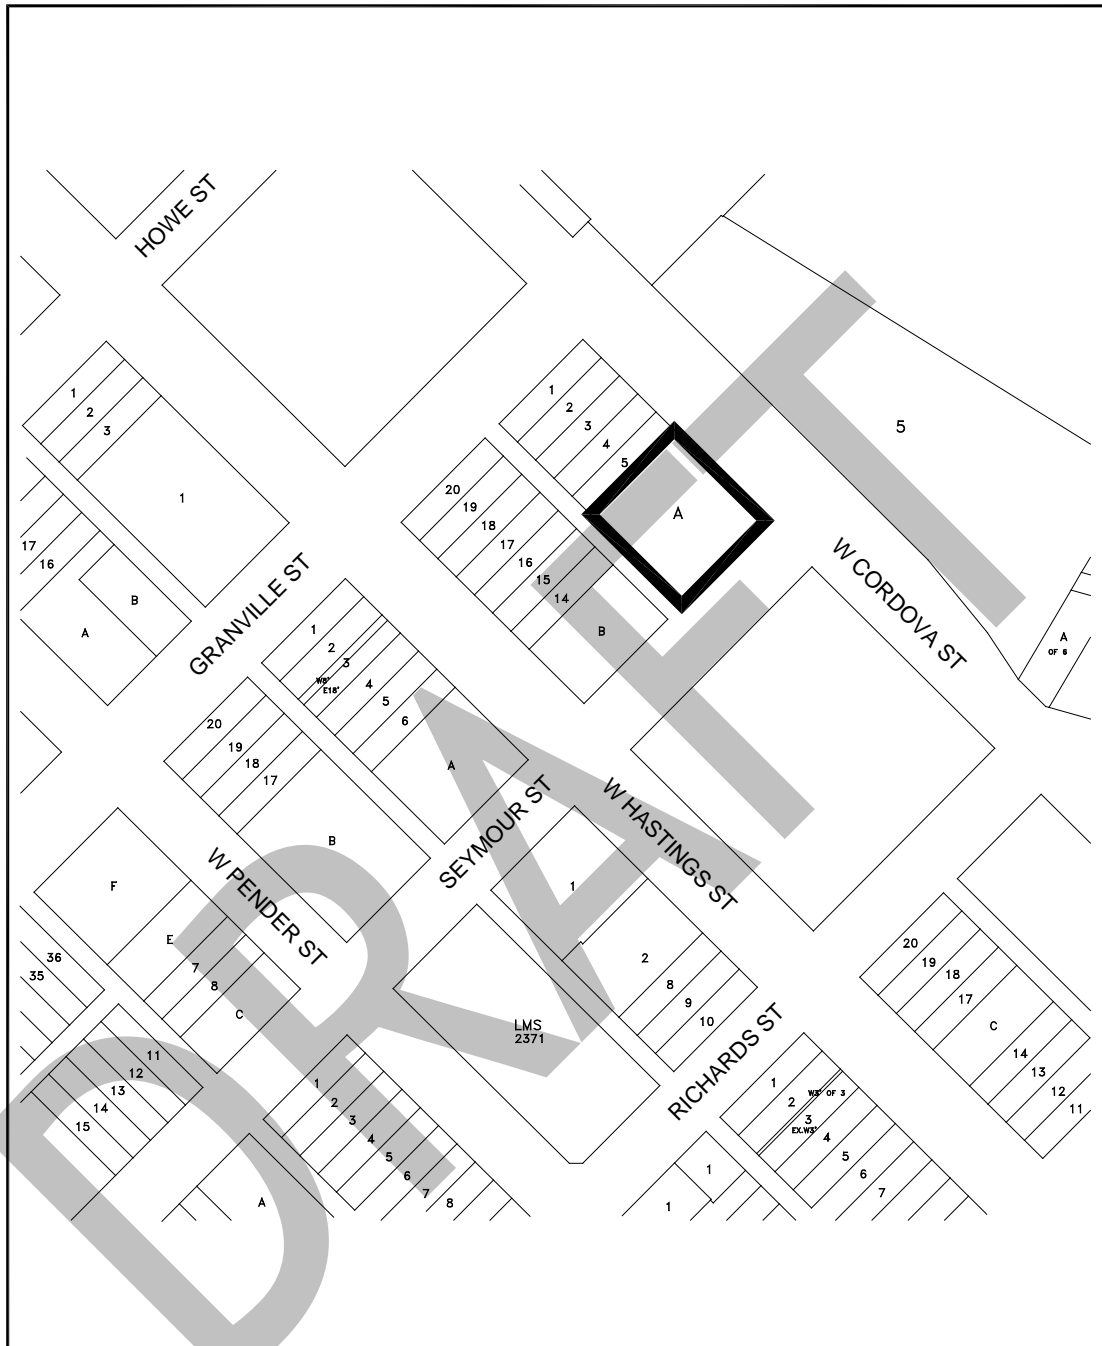 HOWE ST
1
2
3
1
17
16
B
A
GRANVILLE ST
1
2
3
4
5
A
5
20
19
18
17
16
15
14
B
W CORDOVA ST
A
OF 6
1
2
3
W8'
E18'
4
5
6
A
20
19
18
17
B
SEYMOUR ST
W HASTINGS ST
W PENDER ST
F
E
7
8
C
36
35
11
12
13
14
15
1
2
8
9
10
LMS
2371
RICHARDS ST
20
19
18
17
C
14
13
12
11
1
2
3
4
5
6
7
8
A
1
2
W3' OF 3
3
EX.W3'
4
5
6
7
1
1
DRAFT